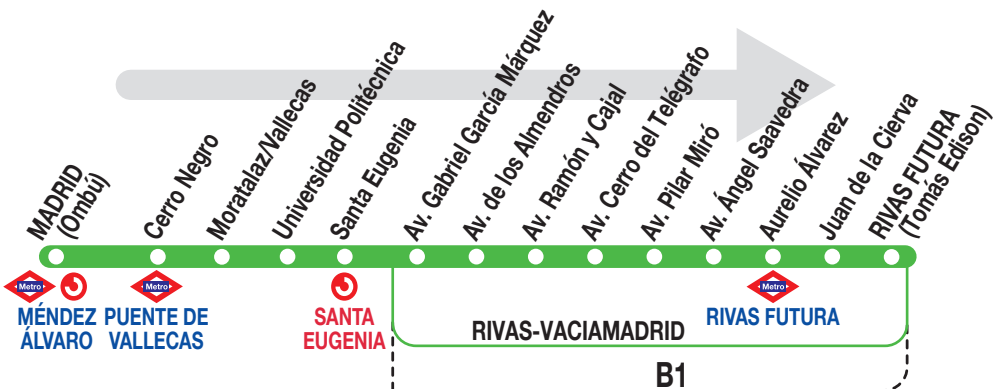 MADRID
(Ombú)
Cerro Negro
Moratalaz/Vallecas
Universidad Politécnica
Santa Eugenia
Av. Gabriel García Márquez
Av. de los Almendros
Av. Ramón y Cajal
Av. Cerro del Telégrafo
Av. Pilar Miró
Av. Ángel Saavedra
Aurelio Álvarez
Juan de la Cierva
RIVAS FUTURA
(Tomás Edison)
Metro
MÉNDEZ
ÁLVARO
Metro
PUENTE DE
VALLECAS
SANTA
EUGENIA
Metro
RIVAS FUTURA
RIVAS-VACIAMADRID
B1